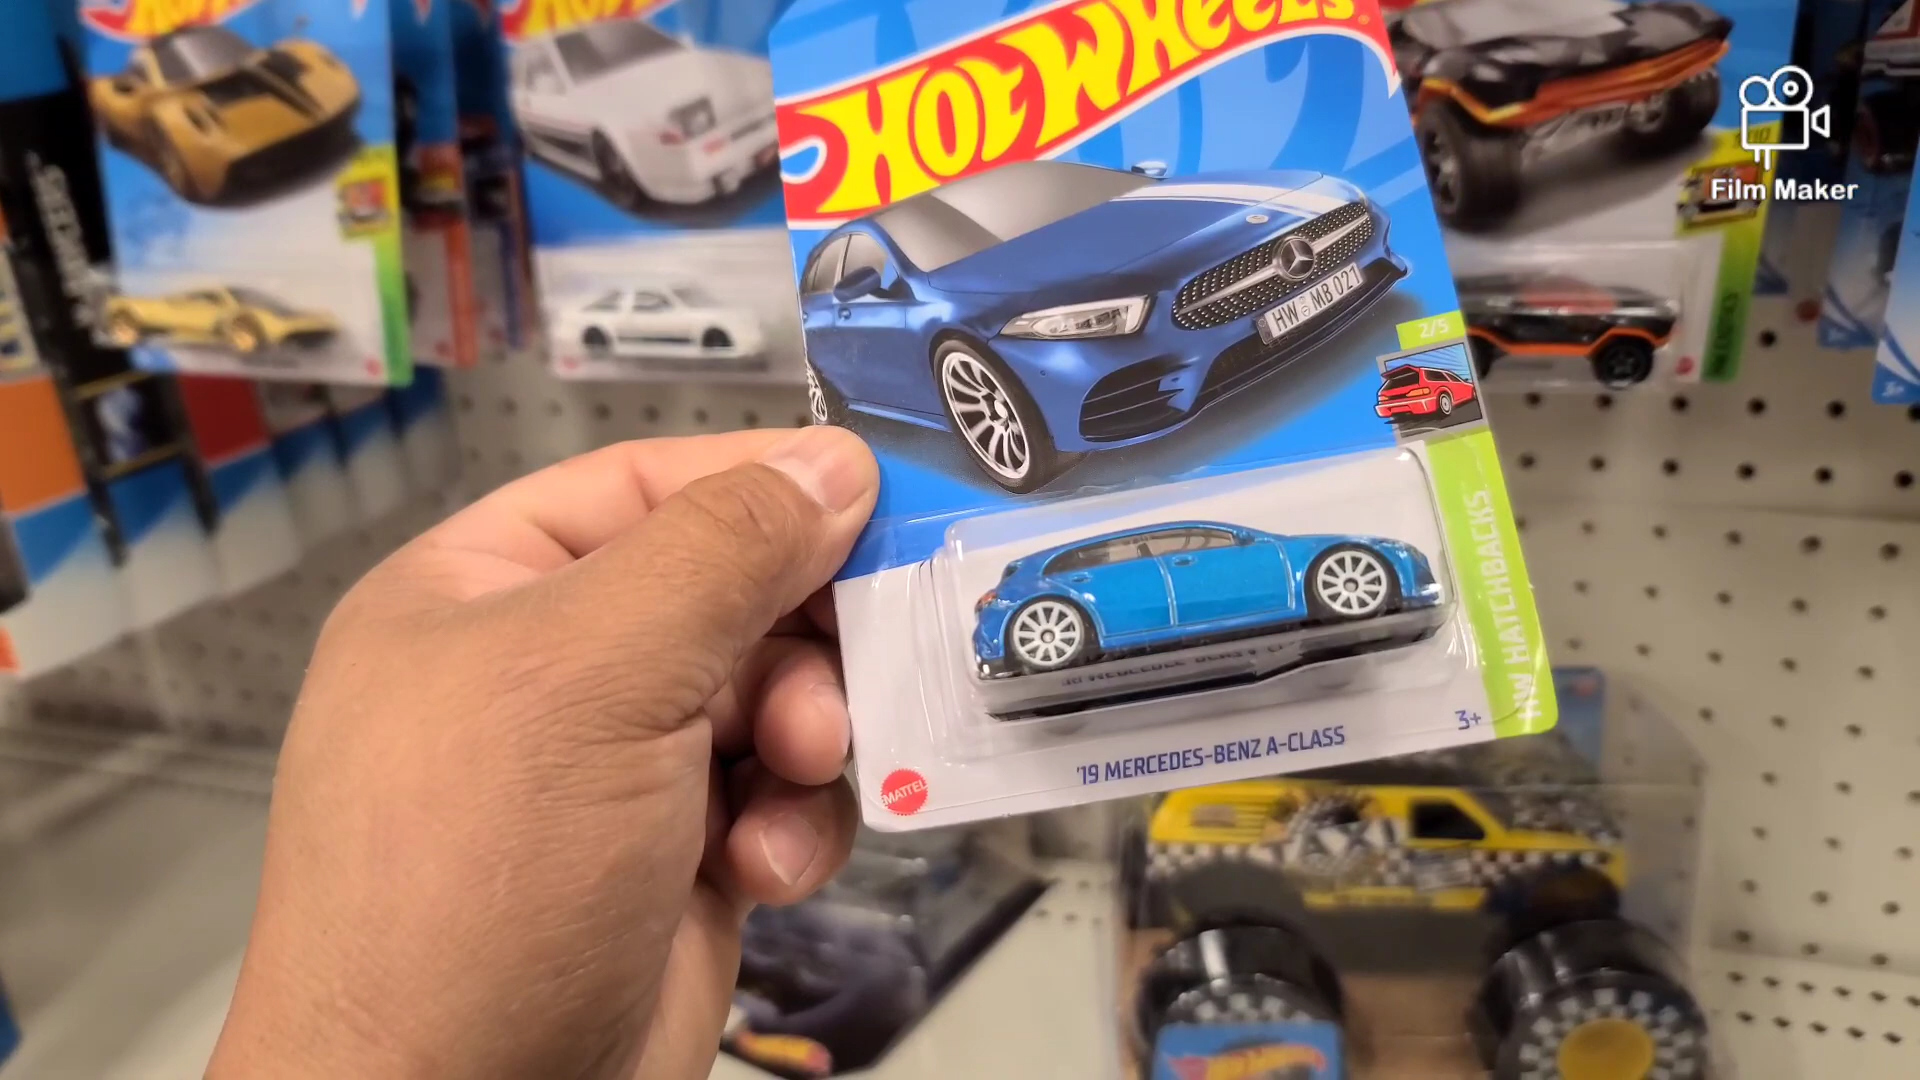 HOT WHEELS
Film Maker
HW MB 021
2/5
HW HATCHBACKS
'19 MERCEDES-BENZ A-CLASS
3+
MATTEL